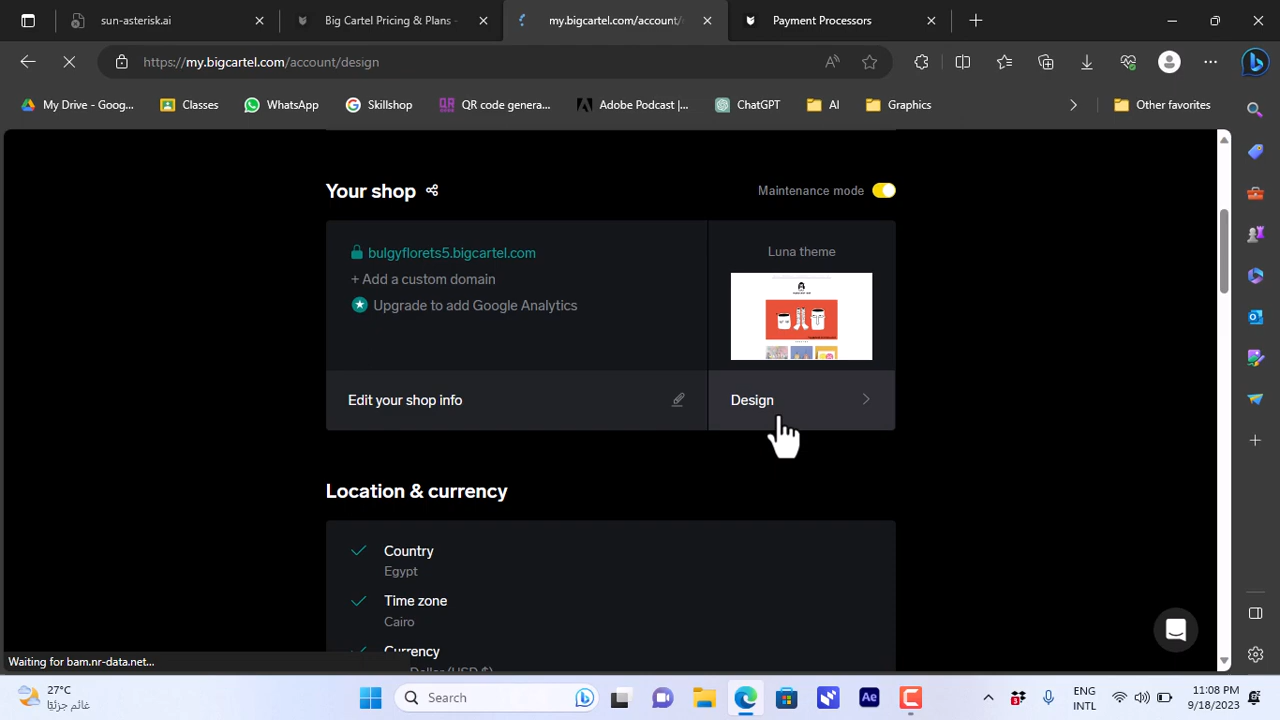 sun-asterisk.ai
Big Cartel Pricing & Plans -
my.bigcartel.com/account/
Payment Processors
https://my.bigcartel.com/account/design
My Drive - Goog...
Classes
WhatsApp
Skillshop
QR code genera...
Adobe Podcast |...
ChatGPT
AI
Graphics
Other favorites
Your shop
Maintenance mode
bulgyflorets5.bigcartel.com
+ Add a custom domain
Upgrade to add Google Analytics
Luna theme
Edit your shop info
Design
Location & currency
Country
Egypt
Time zone
Cairo
Currency
Dollar (USD $)
Waiting for bam.nr-data.net...
27°C
غائم جزئيًا
Search
ENG
INTL
11:08 PM
9/18/2023